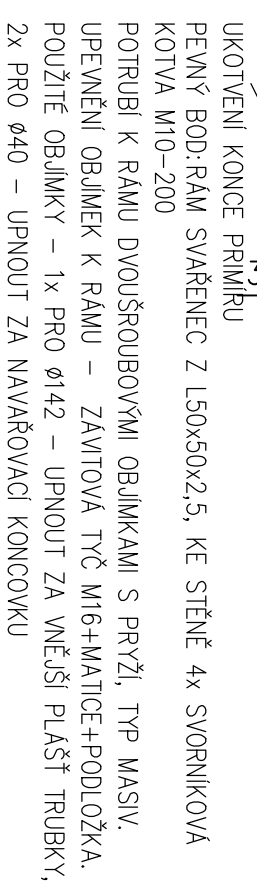 UKOTVENÍ KONCE PRIMÍRU
PEVNÝ BOD:RÁM SVAŘENEC Z L50x50x2,5, KE STĚNĚ 4x SVORNÍKOVÁ
KOTVA M10-200
POTRUBÍ K RÁMU DVOUŠROUBOVÝMI OBJÍMKAMI S PRYŽÍ, TYP MASIV.
UPEVNĚNÍ OBJÍMEK K RÁMU - ZÁVITOVÁ TYČ M16+MATICE+PODLOŽKA.
POUŽITÉ OBJÍMKY - 1x PRO Ø142 - UPNOUT ZA VNĚJŠÍ PLÁŠŤ TRUBKY,
2x PRO Ø40 - UPNOUT ZA NAVAŘOVACÍ KONCOVKU